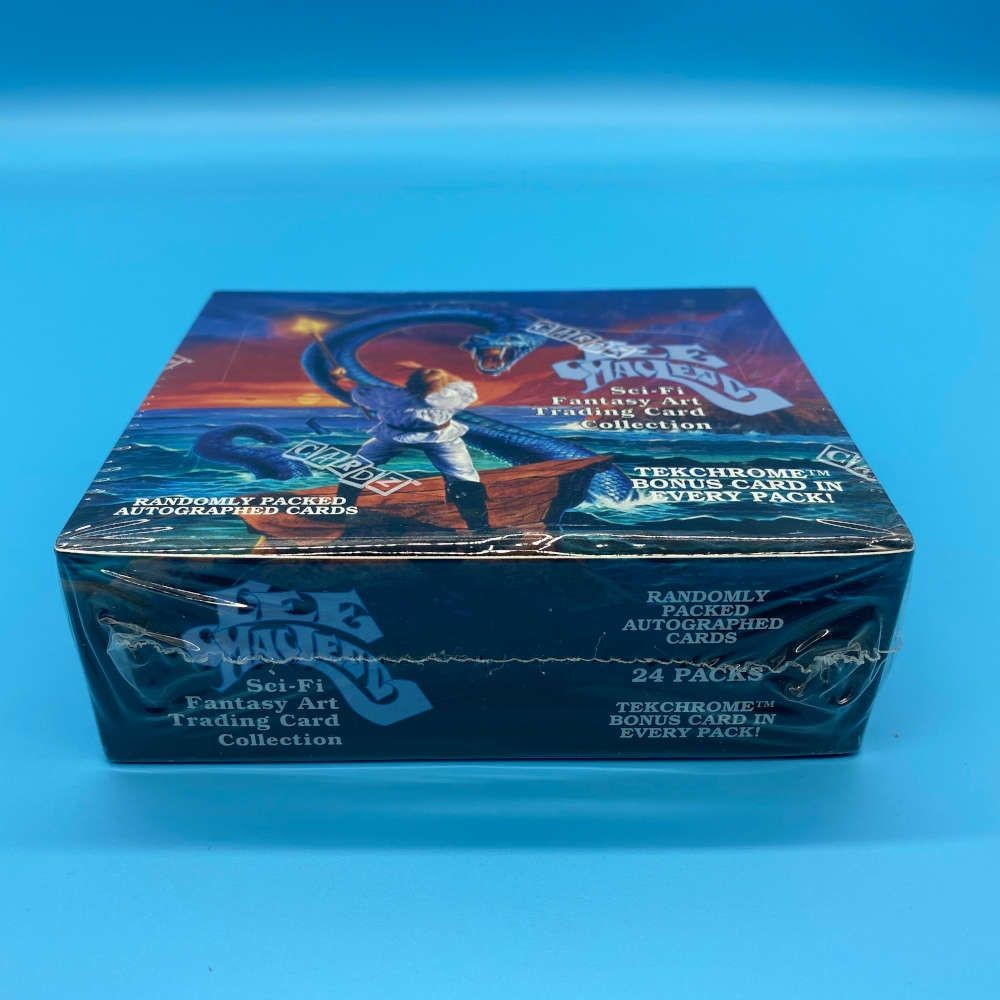 CARDZ
LEE
MACLEOD
Sci-Fi
Fantasy Art
Trading Card
Collection
CARDZ™
RANDOMLY PACKED
AUTOGRAPHED CARDS
TEKCHROME™
BONUS CARD IN
EVERY PACK!
LEE
MACLEOD
Sci-Fi
Fantasy Art
Trading Card
Collection
RANDOMLY
PACKED
AUTOGRAPHED
CARDS
24 PACKS
TEKCHROME™
BONUS CARD IN
EVERY PACK!